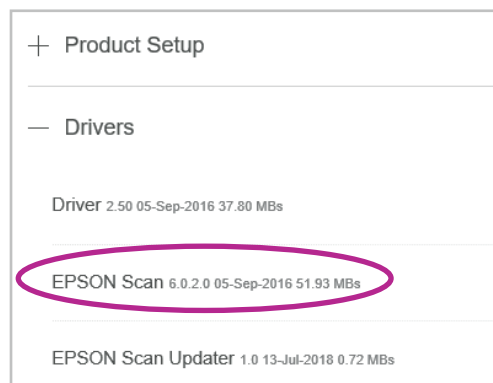 + Product Setup
— Drivers
Driver 2.50 05-Sep-2016 37.80 MBs
EPSON Scan 6.0.2.0 05-Sep-2016 51.93 MBs
EPSON Scan Updater 1.0 13-Jul-2018 0.72 MBs